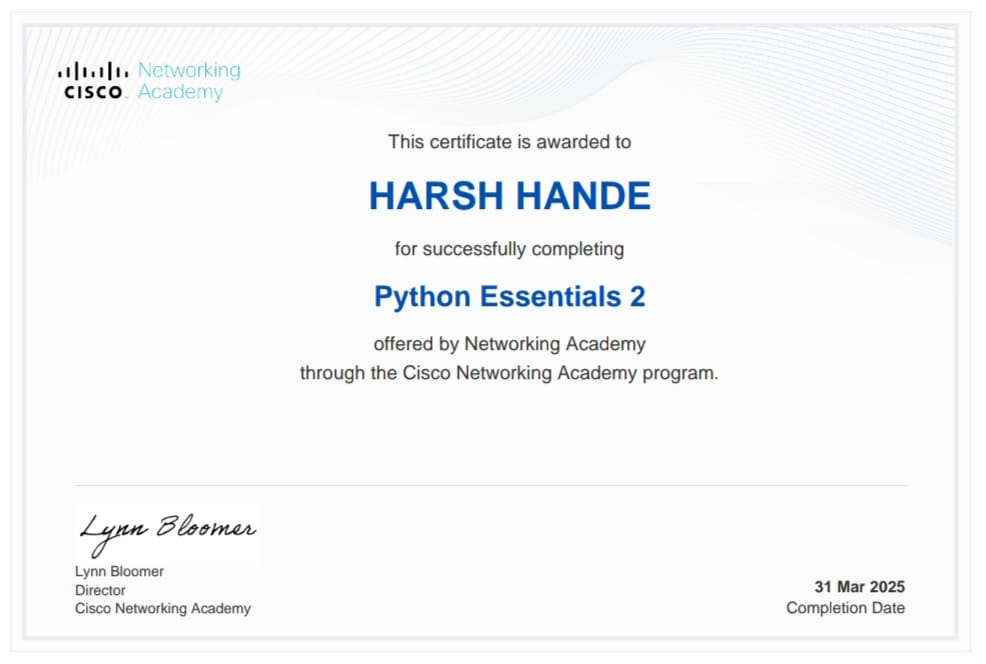 Networking
CISCO. Academy
This certificate is awarded to
HARSH HANDE
for successfully completing
Python Essentials 2
offered by Networking Academy
through the Cisco Networking Academy program.
Lynn Bloomer
Lynn Bloomer
Director
Cisco Networking Academy
31 Mar 2025
Completion Date